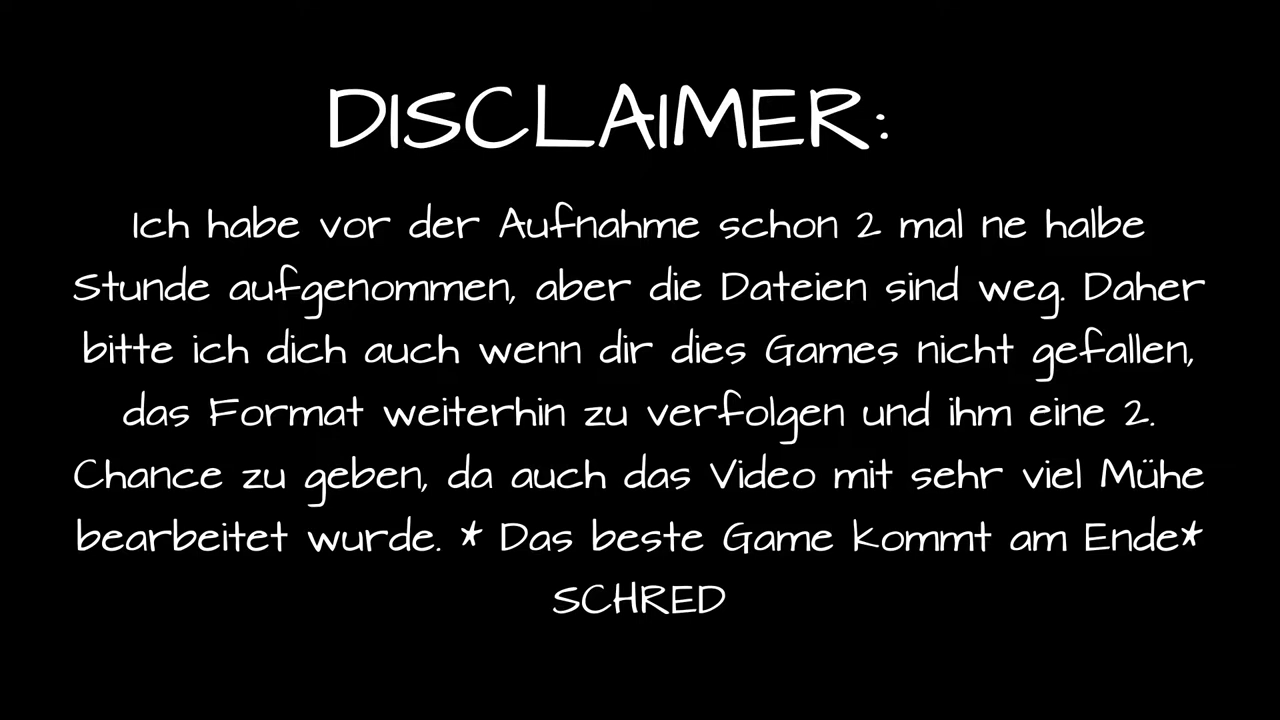 DISCLAIMER:
Ich habe vor der Aufnahme schon 2 mal ne halbe
Stunde aufgenommen, aber die Dateien sind weg. Daher
bitte ich dich auch wenn dir dies Games nicht gefallen,
das Format weiterhin zu verfolgen und ihm eine 2.
Chance zu geben, da auch das Video mit sehr viel Mühe
bearbeitet wurde. * Das beste Game kommt am Ende*
SCHRED